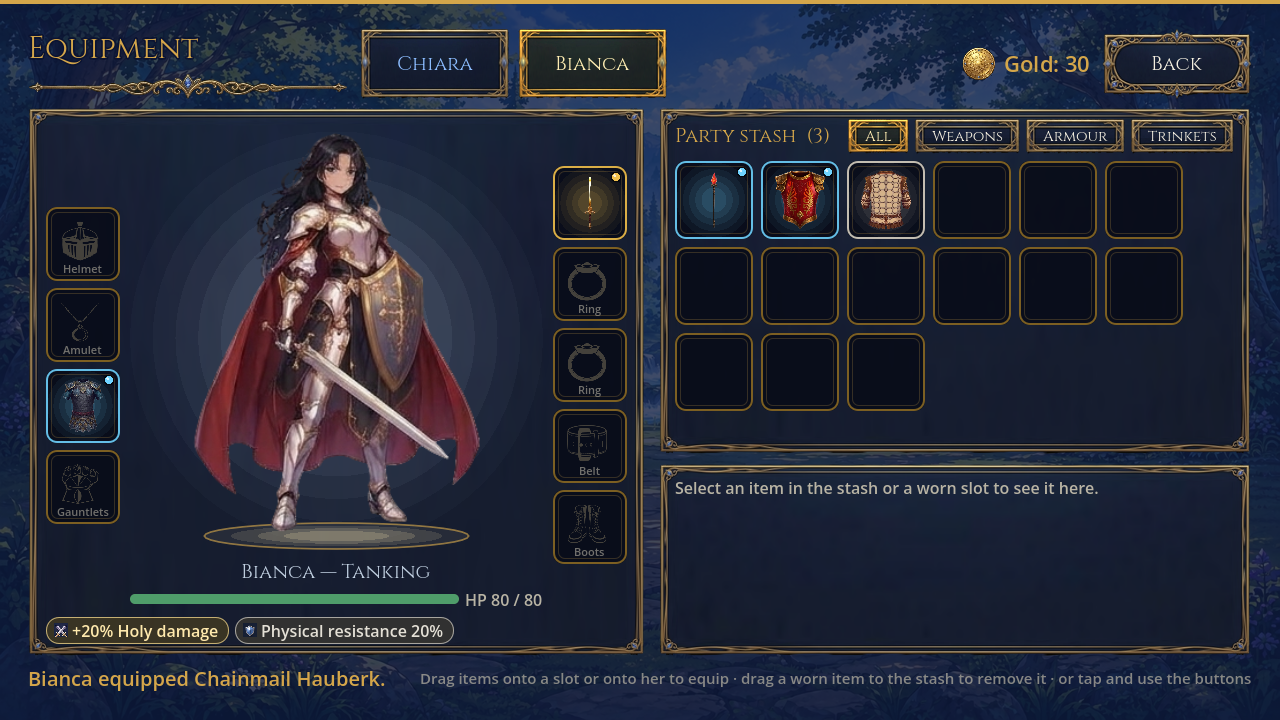 Equipment
Chiara
Bianca
Gold: 30
Back
Party stash (3)
All
Weapons
Armour
Trinkets
Helmet
Amulet
Gauntlets
Ring
Ring
Belt
Boots
Bianca — Tanking
HP 80 / 80
+20% Holy damage
Physical resistance 20%
Select an item in the stash or a worn slot to see it here.
Bianca equipped Chainmail Hauberk.
Drag items onto a slot or onto her to equip · drag a worn item to the stash to remove it · or tap and use the buttons